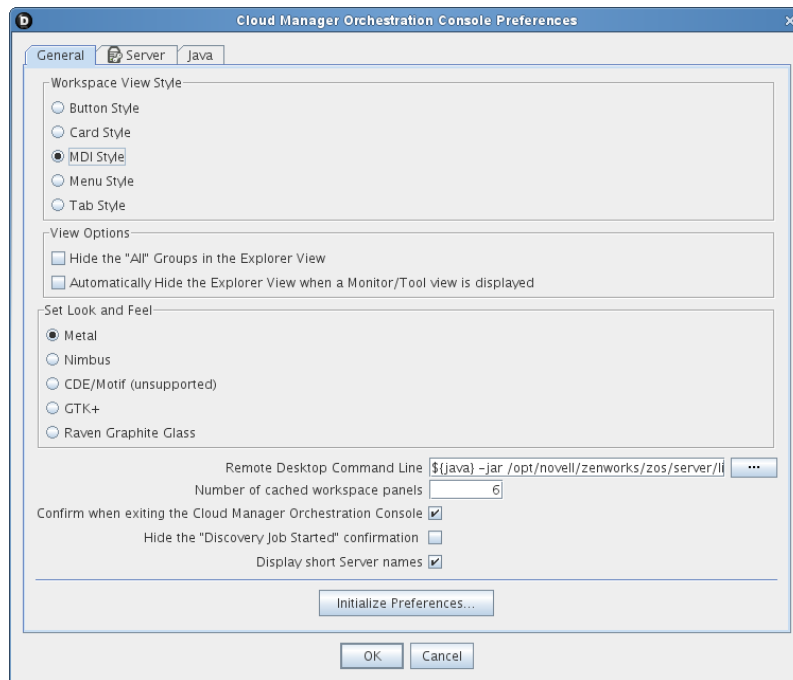 Cloud Manager Orchestration Console Preferences
General Server Java
Workspace View Style
Button Style
Card Style
MDI Style
Menu Style
Tab Style
View Options
Hide the "All" Groups in the Explorer View
Automatically Hide the Explorer View when a Monitor/Tool view is displayed
Set Look and Feel
Metal
Nimbus
CDE/Motif (unsupported)
GTK+
Raven Graphite Glass
Remote Desktop Command Line ${java} -jar /opt/novell/zenworks/zos/server/li ...
Number of cached workspace panels 6
Confirm when exiting the Cloud Manager Orchestration Console
Hide the "Discovery Job Started" confirmation
Display short Server names
Initialize Preferences...
OK Cancel